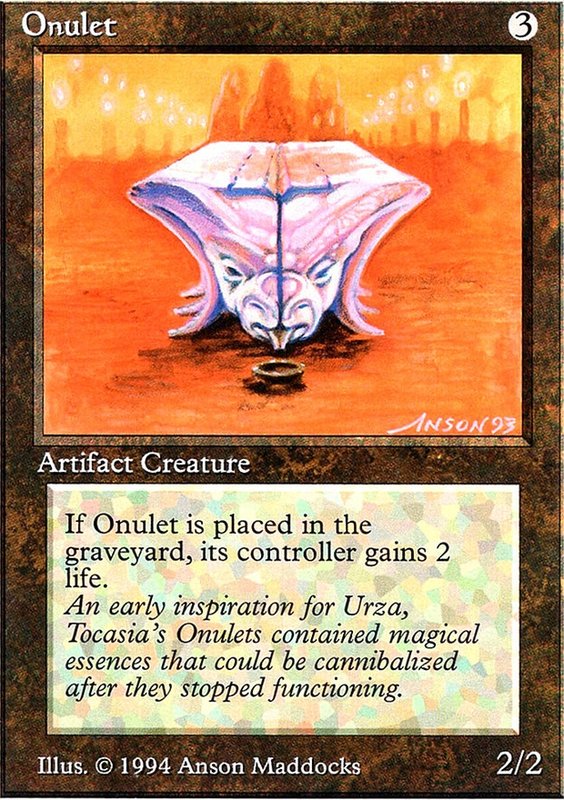 Onulet 3
ANSON 93
Artifact Creature
If Onulet is placed in the
graveyard, its controller gains 2
life.
An early inspiration for Urza,
Tocasia's Onulets contained magical
essences that could be cannibalized
after they stopped functioning.
Illus. © 1994 Anson Maddocks 2/2